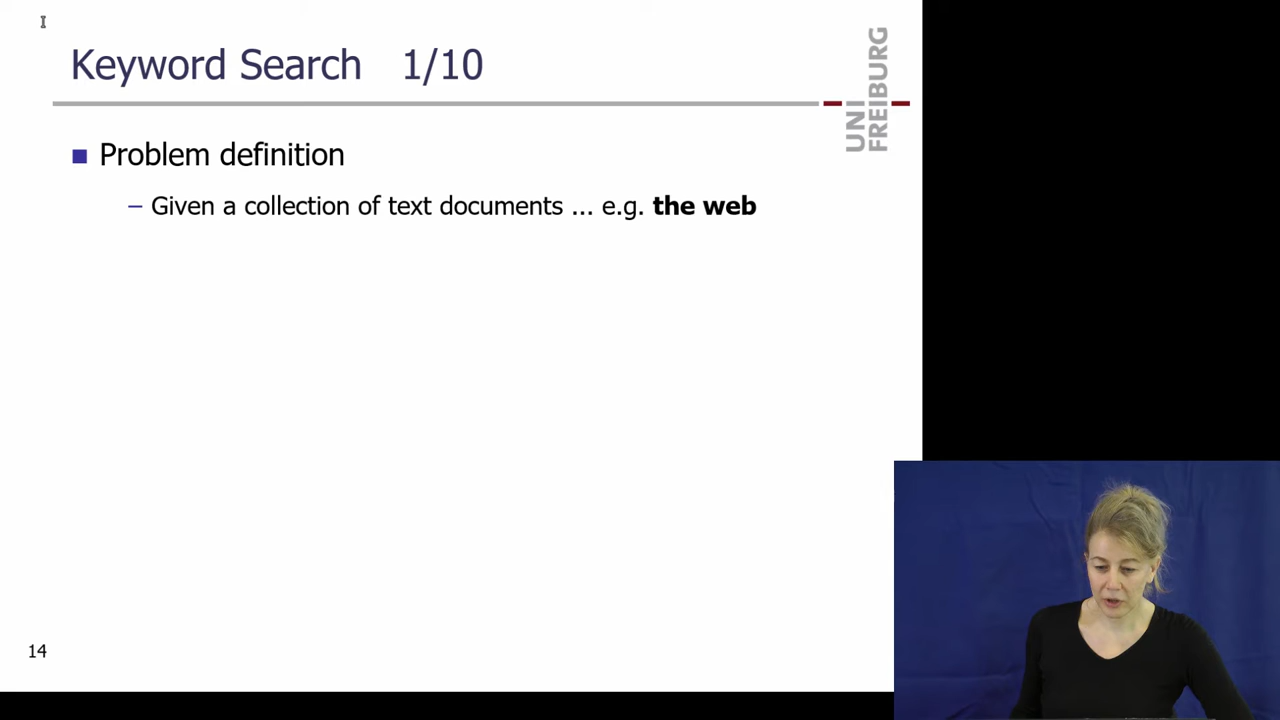 Keyword Search 1/10
UNI
FREIBURG
Problem definition
– Given a collection of text documents ... e.g. the web
14